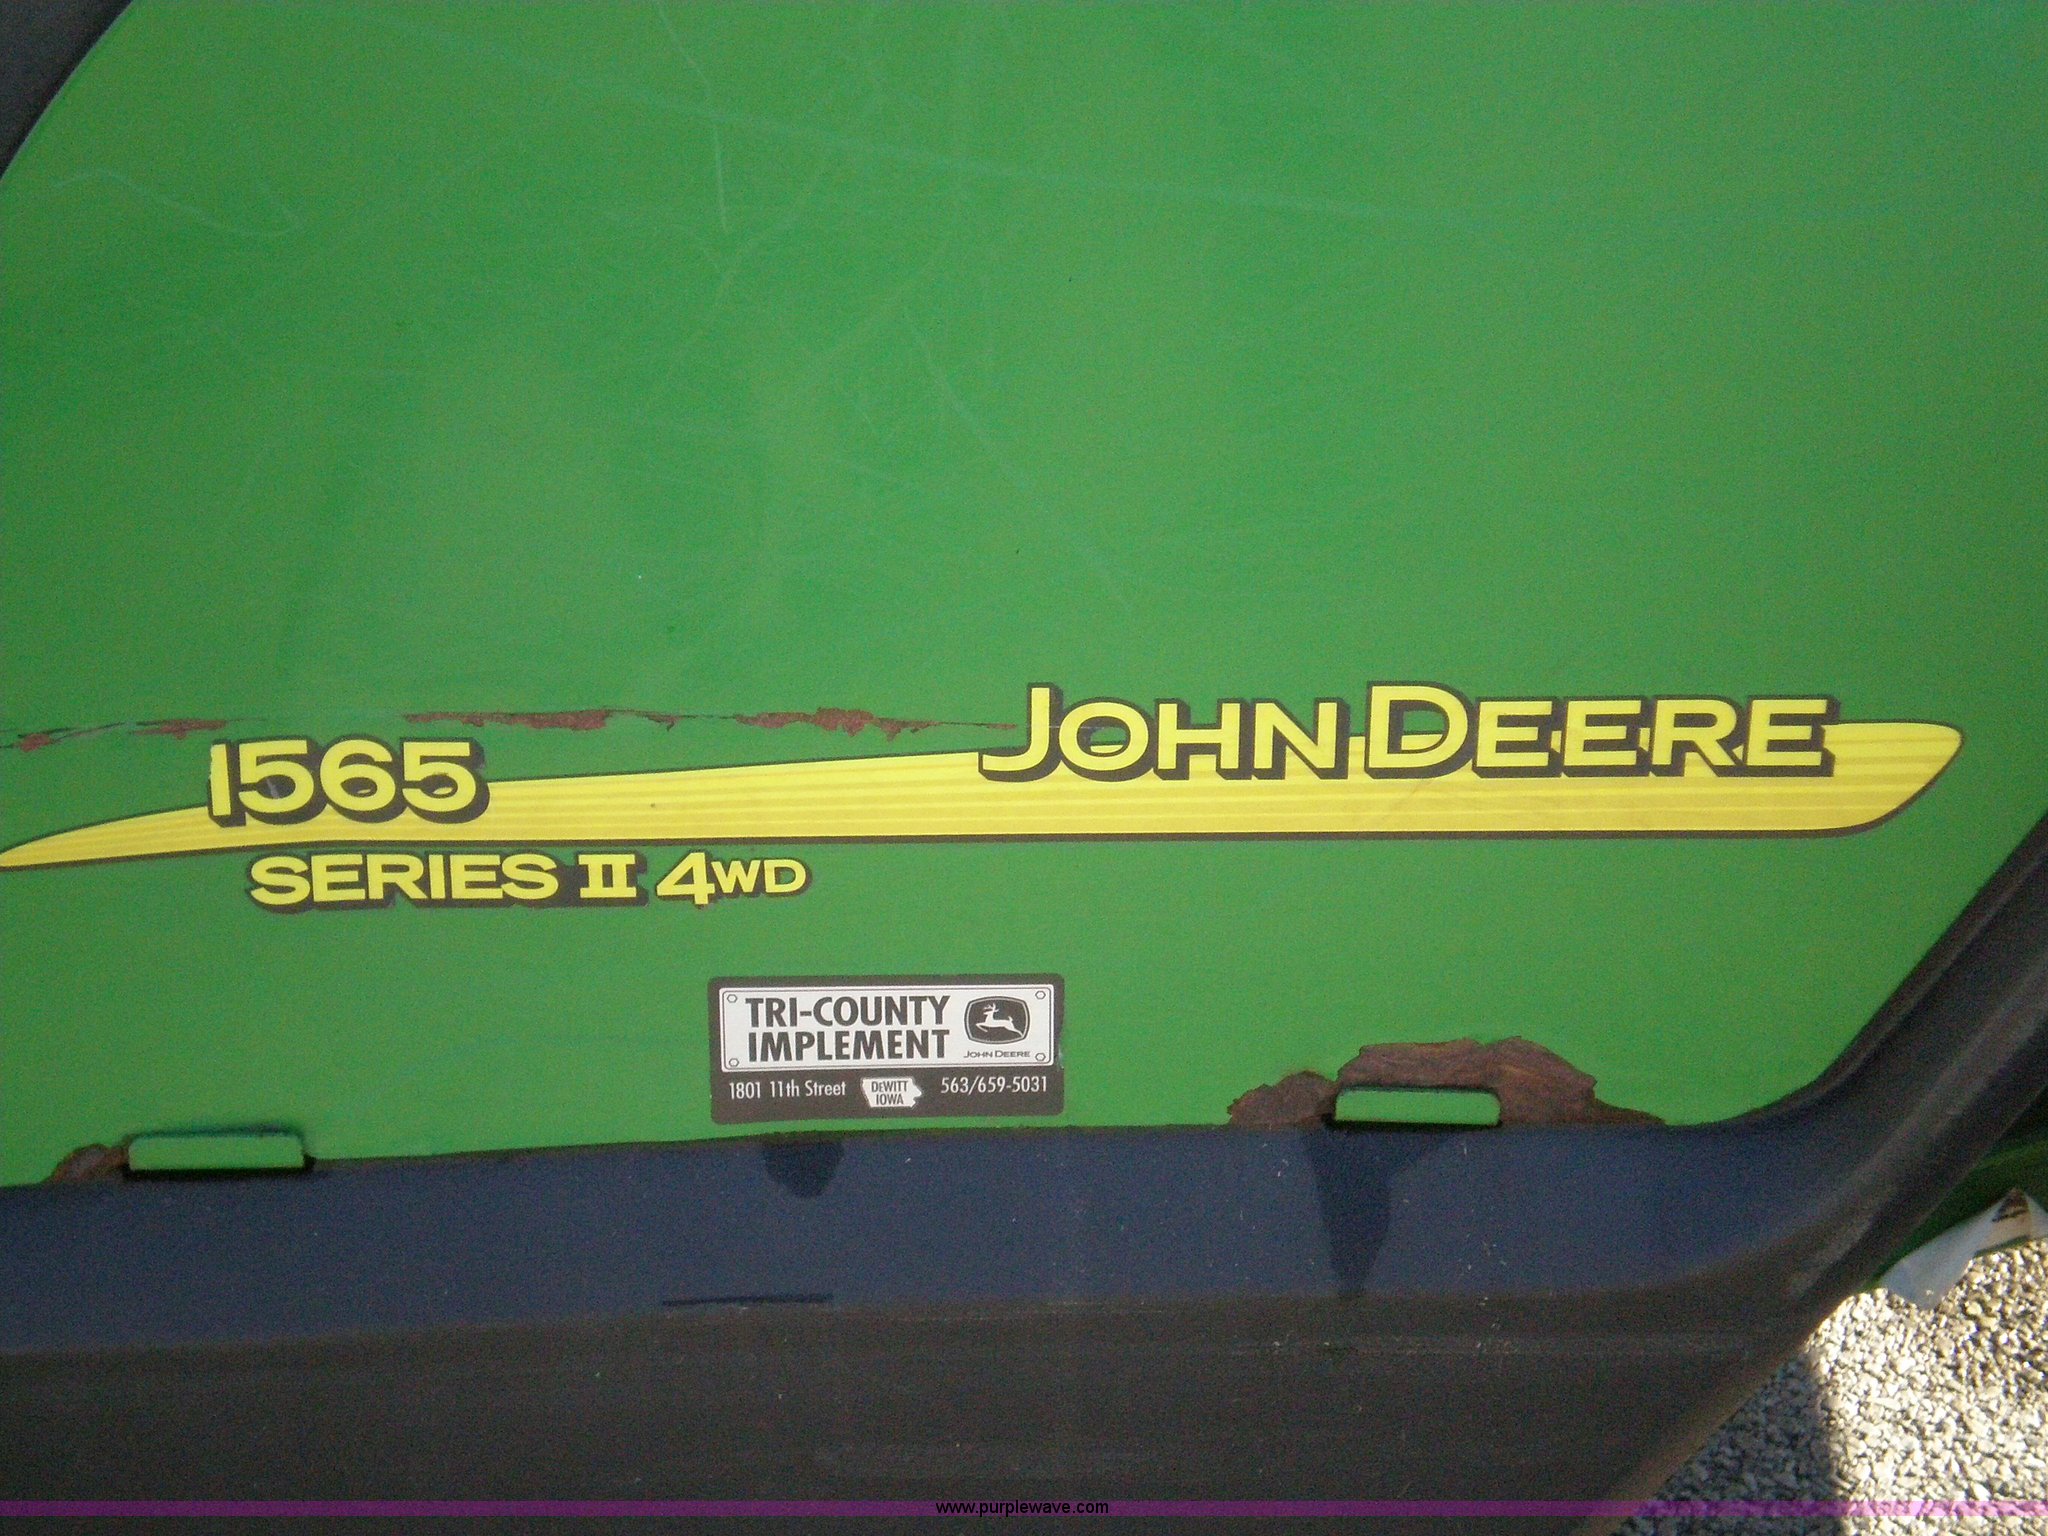 JOHN DEERE
1565
SERIES II 4WD
TRI-COUNTY
IMPLEMENT
JOHN DEERE
1801 11th Street
DEWITT
IOWA
563/659-5031
www.purplewave.com